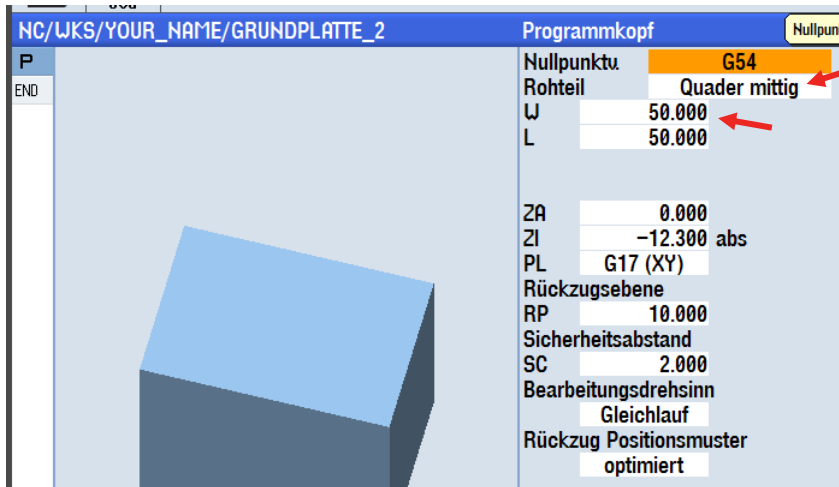 NC/WKS/YOUR_NAME/GRUNDPLATTE_2
Programmkopf
P
END
Nullpunktv. G54
Rohteil Quader mittig
W 50.000
L 50.000
ZA 0.000
ZI -12.300 abs
PL G17 (XY)
Rückzugsebene
RP 10.000
Sicherheitsabstand
SC 2.000
Bearbeitungsdrehsinn
Gleichlauf
Rückzug Positionsmuster
optimiert